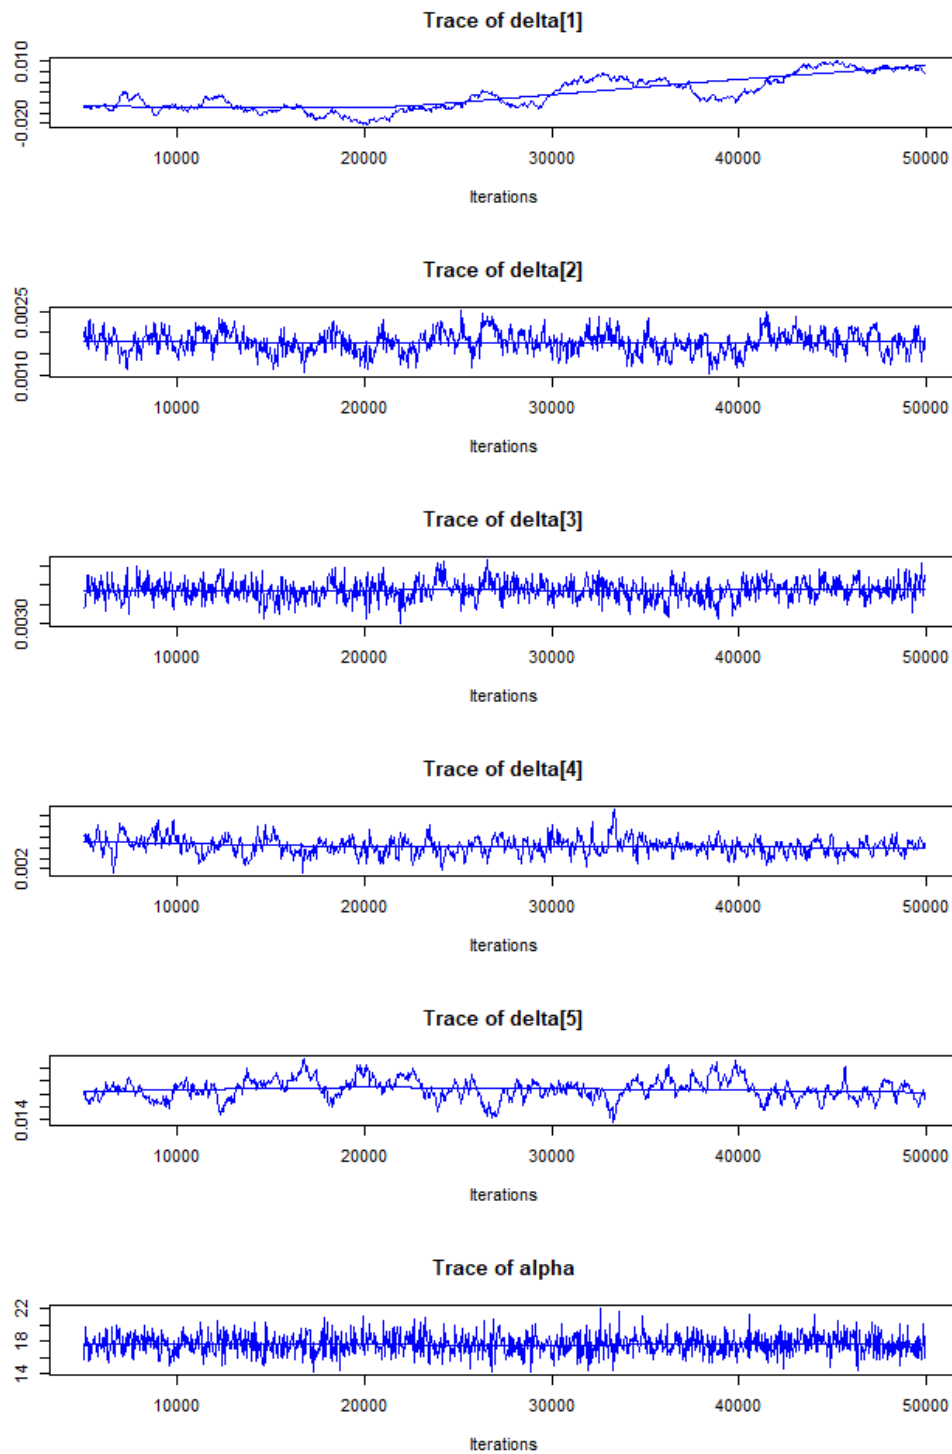 Trace of delta[1]
0.010
-0.020
10000 20000 30000 40000 50000
Iterations
Trace of delta[2]
0.0025
0.0010
10000 20000 30000 40000 50000
Iterations
Trace of delta[3]
0.0030
10000 20000 30000 40000 50000
Iterations
Trace of delta[4]
0.002
10000 20000 30000 40000 50000
Iterations
Trace of delta[5]
0.014
10000 20000 30000 40000 50000
Iterations
Trace of alpha
22
18
14
10000 20000 30000 40000 50000
Iterations